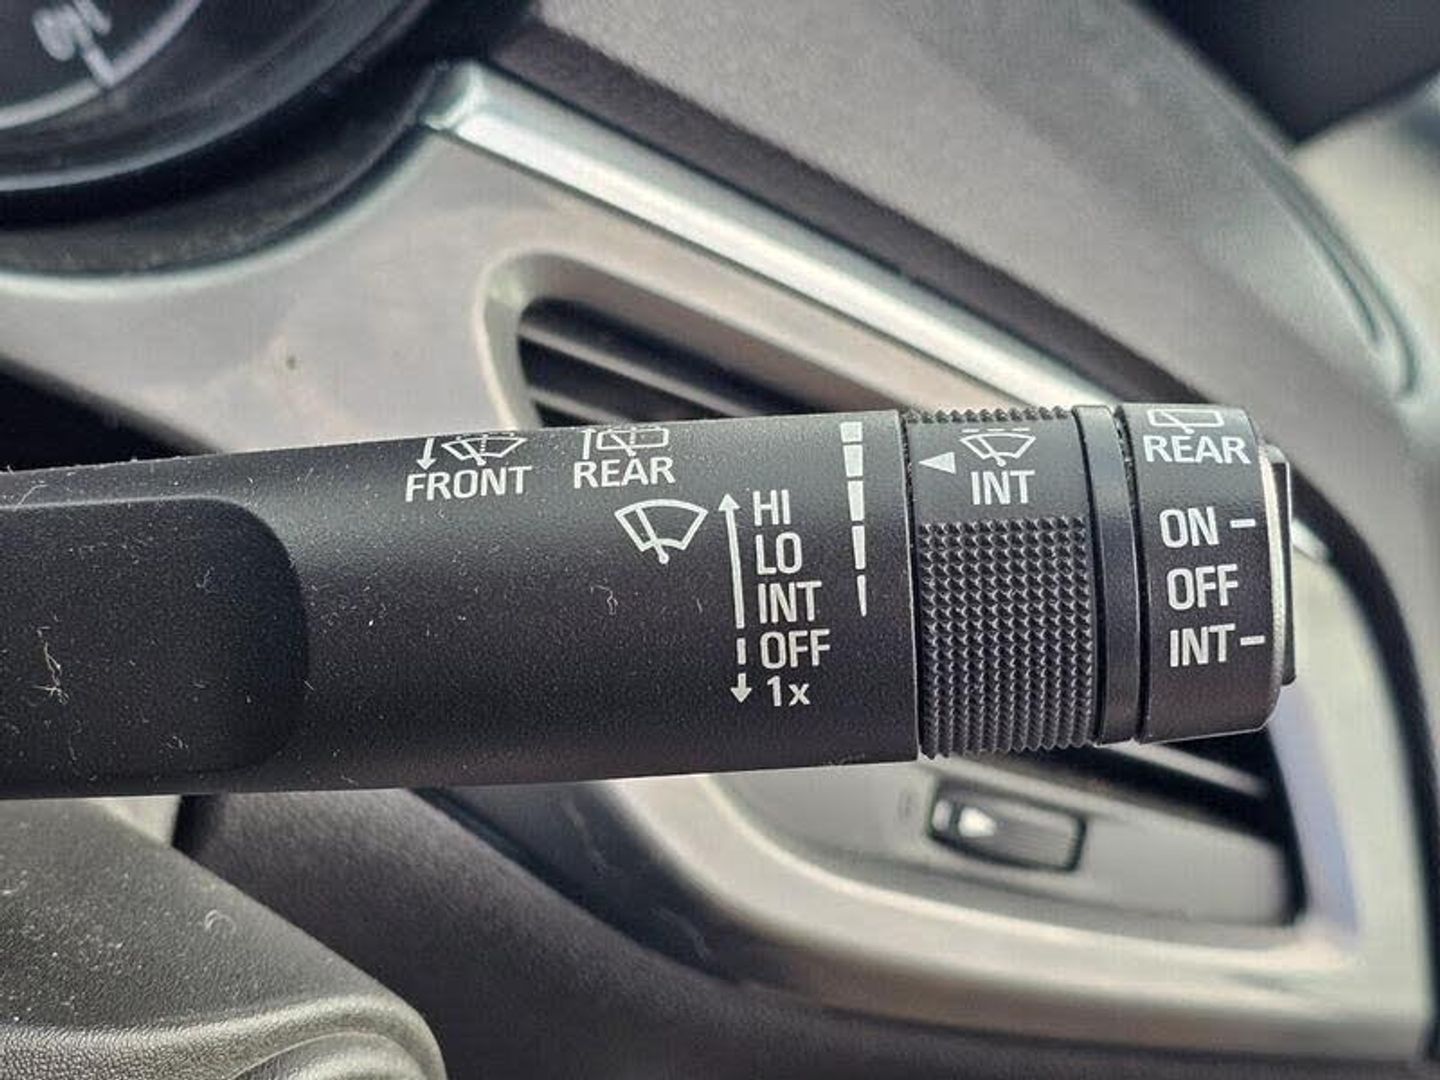 FRONT
REAR
HI
LO
INT
OFF
1x
INT
REAR
ON
OFF
INT